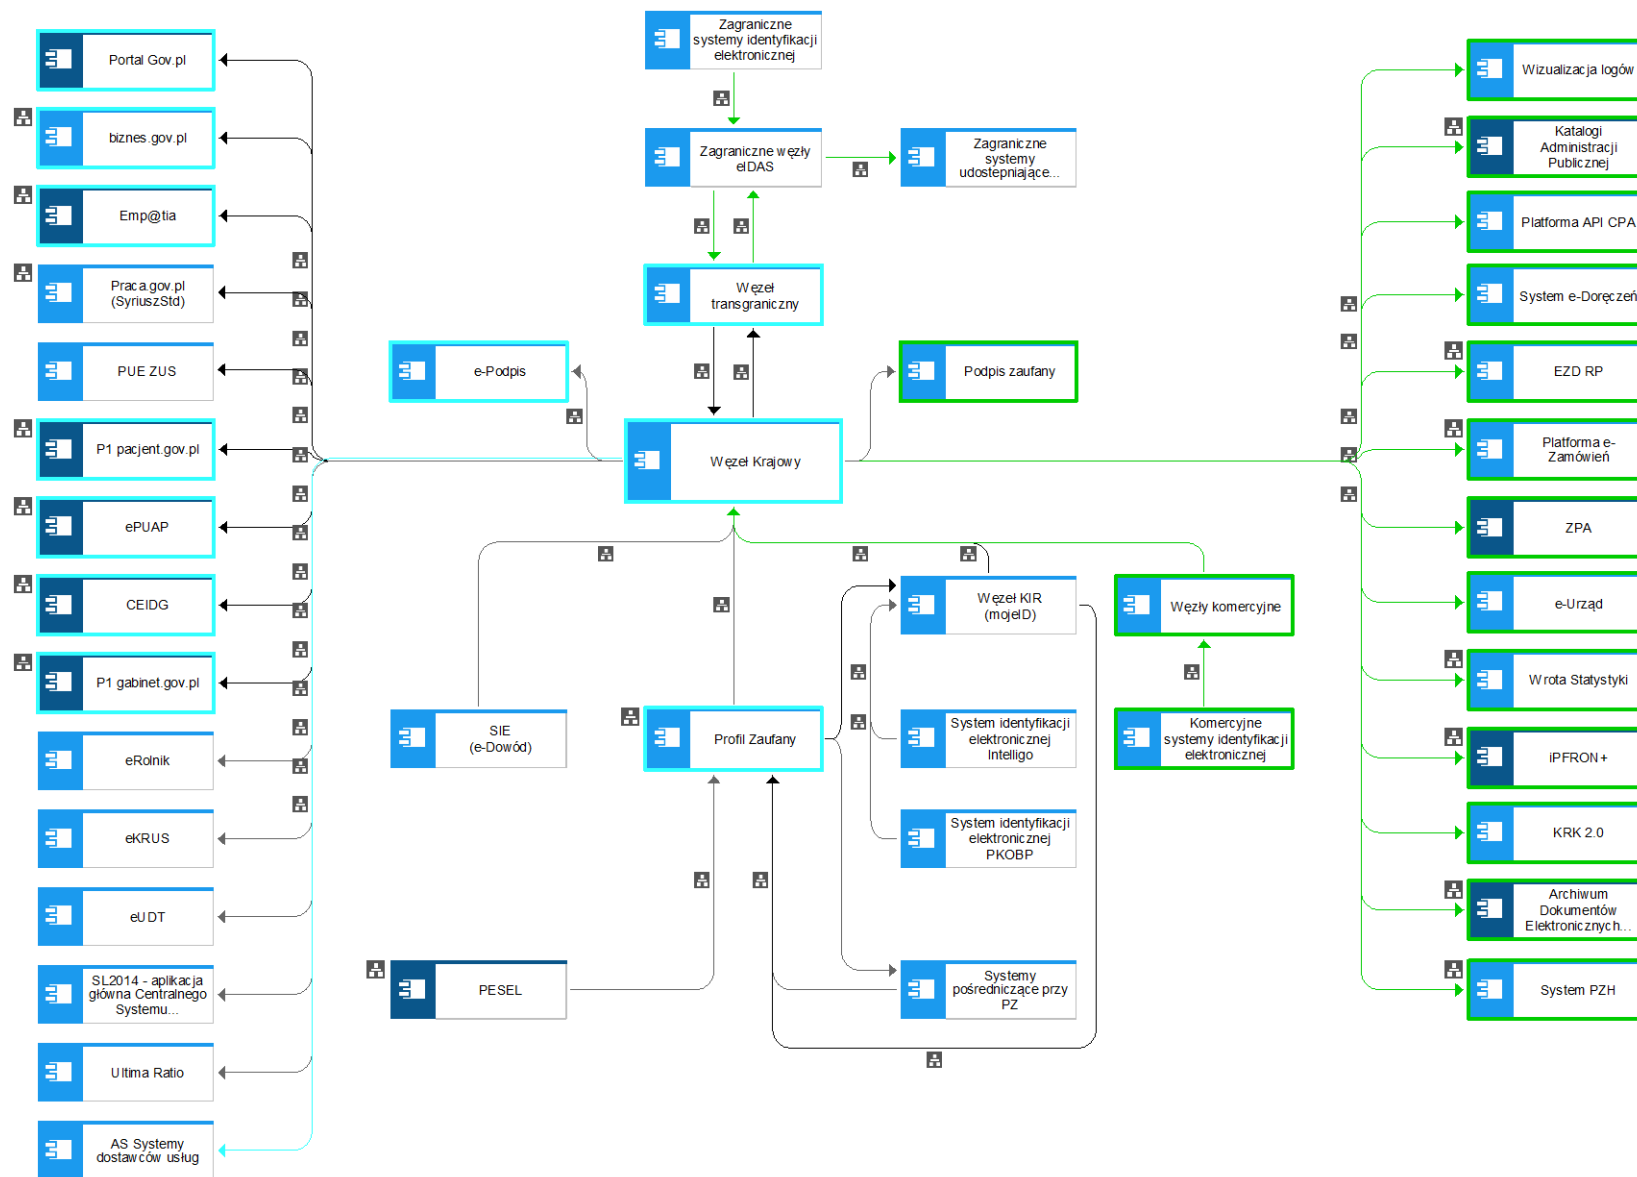 Portal Gov.pl
biznes.gov.pl
Emp@tia
Praca.gov.pl
(SyriuszStd)
PUE ZUS
P1 pacjent.gov.pl
ePUAP
CEIDG
P1 gabinet.gov.pl
eRolnik
eKRUS
eUDT
SL2014 - aplikacja
główna Centralnego
Systemu...
Ultima Ratio
AS Systemy
dostawców usług
Zagraniczne
systemy identyfikacji
elektronicznej
Zagraniczne węzły
eIDAS
Zagraniczne
systemy
udostepniające...
Węzeł
transgraniczny
e-Podpis
Podpis zaufany
Węzeł Krajowy
Węzeł KIR
(mojeID)
Węzły komercyjne
SIE
(e-Dowód)
Profil Zaufany
System identyfikacji
elektronicznej
Intelligo
Komercyjne
systemy identyfikacji
elektronicznej
System identyfikacji
elektronicznej
PKOBP
PESEL
Systemy
pośredniczące przy
PZ
Wizualizacja logów
Katalogi
Administracji
Publicznej
Platforma API CPA
System e-Doręczeń
EZD RP
Platforma e-
Zamówień
ZPA
e-Urząd
Wrota Statystyki
iPFRON+
KRK 2.0
Archiwum
Dokumentów
Elektronicznych...
System PZH